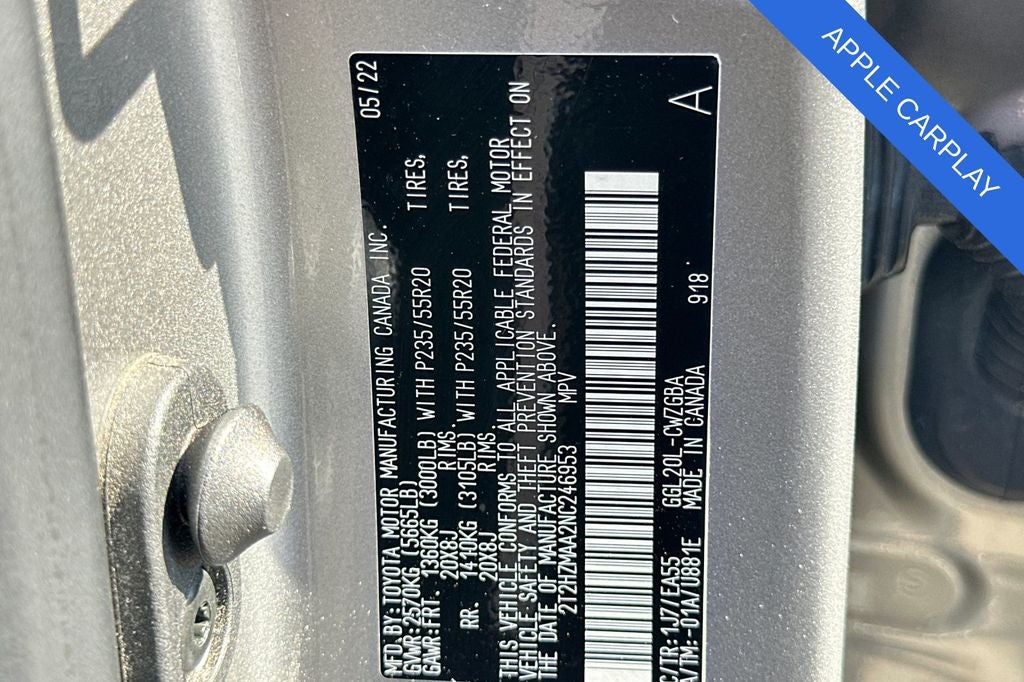 MFD. BY: TOYOTA MOTOR MANUFACTURING CANADA INC. 05/22
GVWR: 2570KG (5665LB)
GAWR: FRT. 1360KG (3000LB) WITH P235/55R20 TIRES,
20X8J RIMS,
RR. 1410KG (3105LB) WITH P235/55R20 TIRES,
20X8J RIMS
THIS VEHICLE CONFORMS TO ALL APPLICABLE FEDERAL MOTOR
VEHICLE SAFETY AND THEFT PREVENTION STANDARDS IN EFFECT ON
THE DATE OF MANUFACTURE SHOWN ABOVE.
2T2HZMAA2NC246953 MPV
C/TR: 1J7/EA55 GGL20L-CWZGBA 918 A
A/TM: -01A/U881E MADE IN CANADA
APPLE CARPLAY